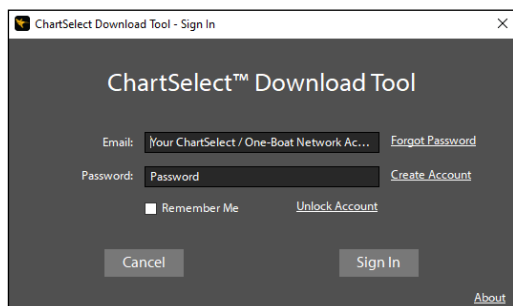 ChartSelect Download Tool - Sign In
ChartSelect™ Download Tool
Email: Your ChartSelect / One-Boat Network Ac... Forgot Password
Password: Password Create Account
Remember Me Unlock Account
Cancel Sign In
About